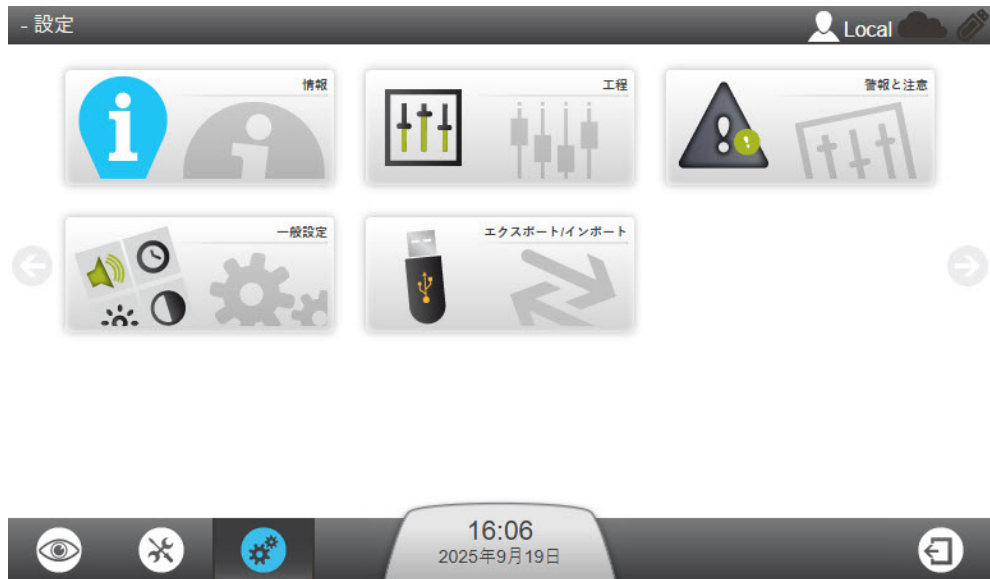 - 設定
Local
情報
工程
警報と注意
一般設定
エクスポート/インポート
16:06
2025年9月19日